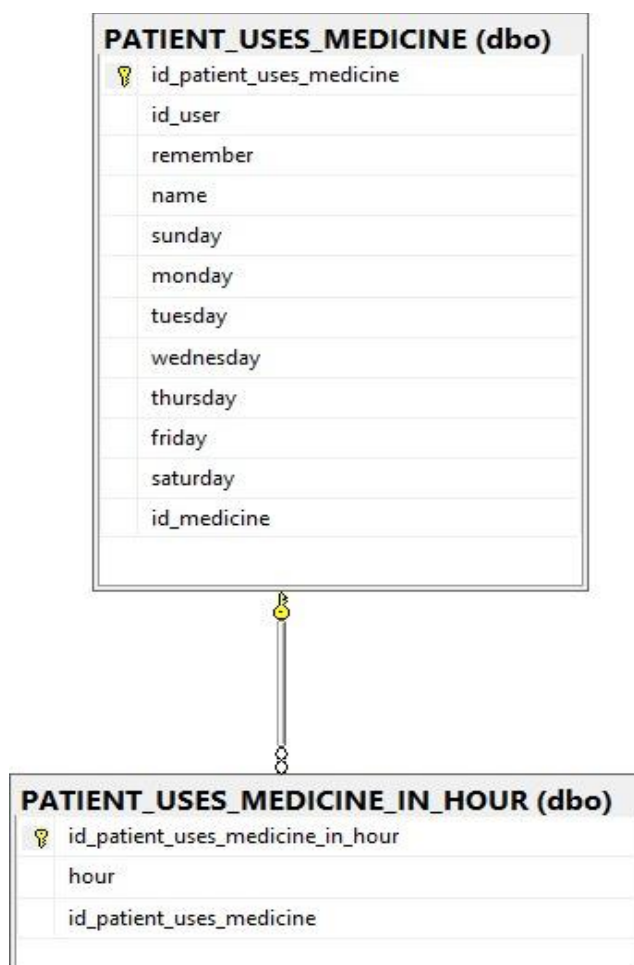 PATIENT_USES_MEDICINE (dbo)
id_patient_uses_medicine
id_user
remember
name
sunday
monday
tuesday
wednesday
thursday
friday
saturday
id_medicine
PATIENT_USES_MEDICINE_IN_HOUR (dbo)
id_patient_uses_medicine_in_hour
hour
id_patient_uses_medicine